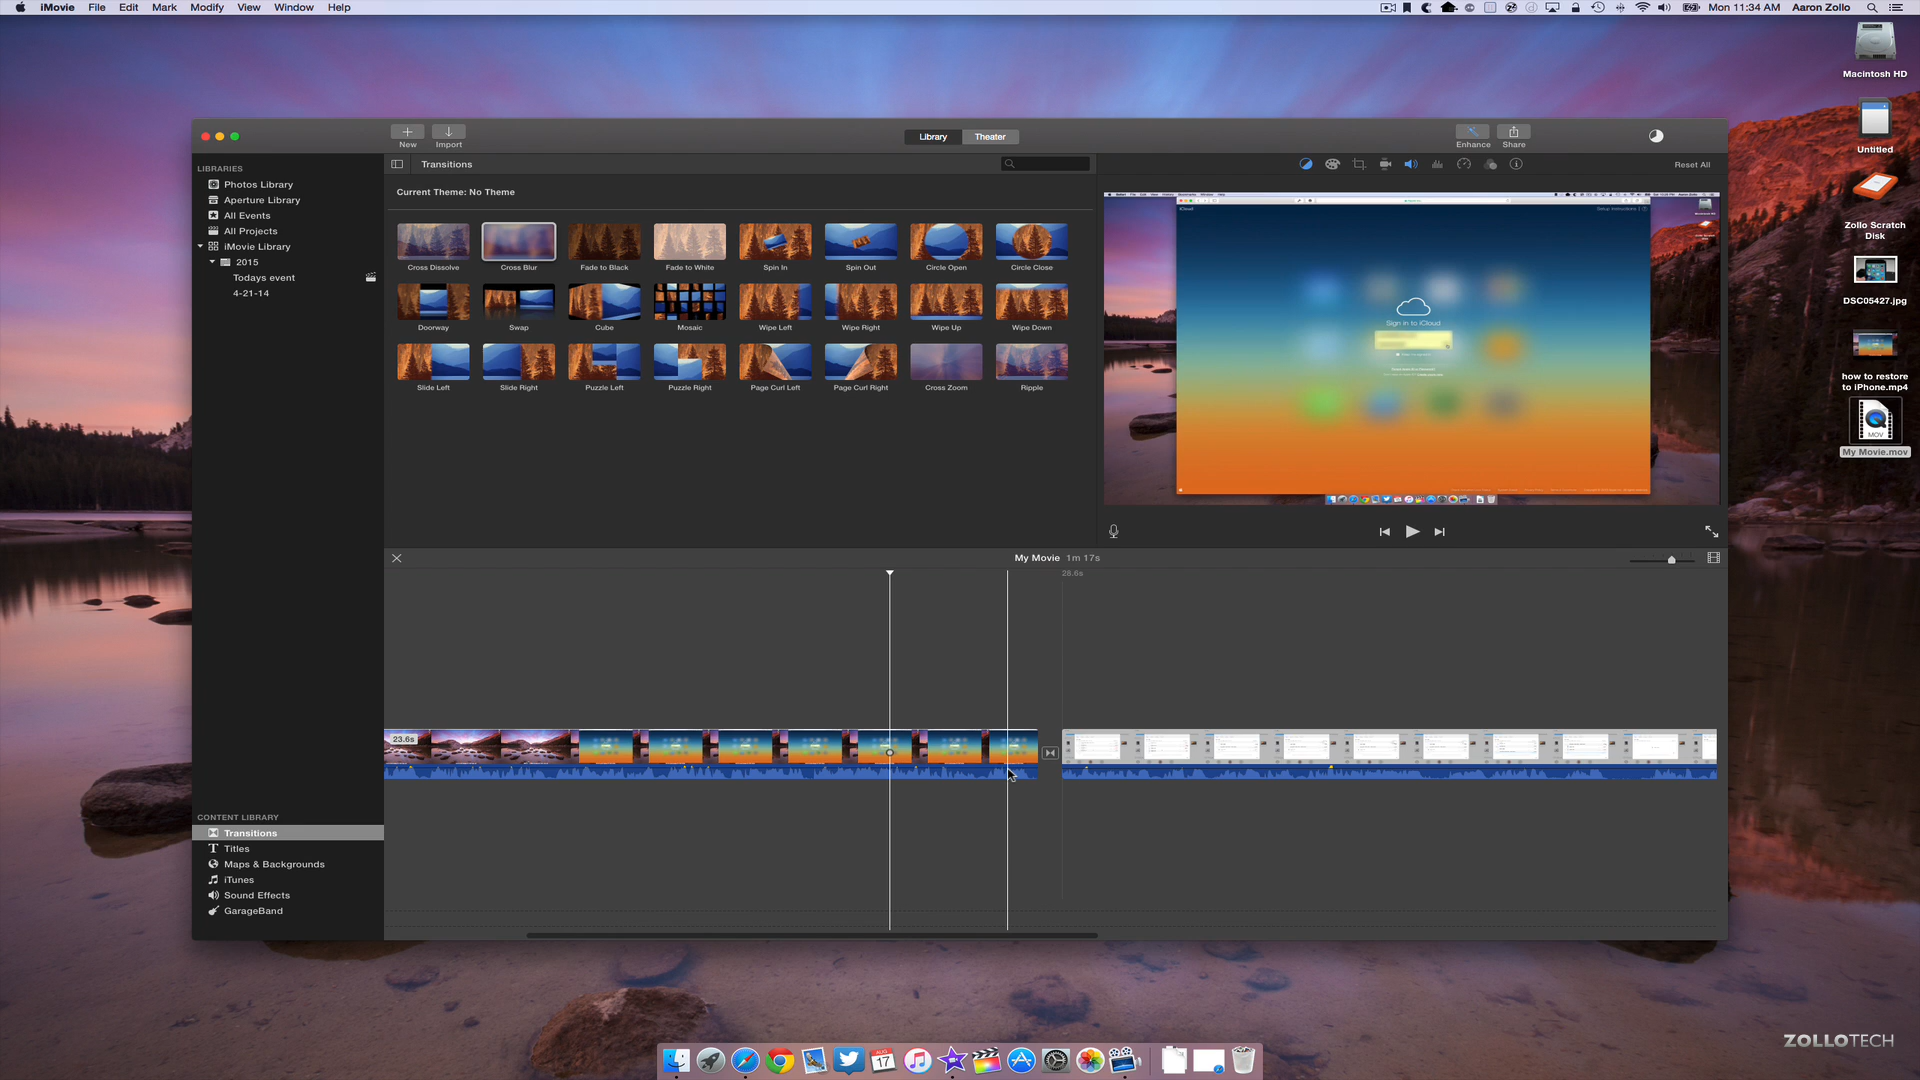 iMovie File Edit Mark Modify View Window Help
Mon 11:34 AM Aaron Zollo
Macintosh HD
Untitled
Zollo Scratch
Disk
DSC05427.jpg
how to restore
to iPhone.mp4
MOV
My Movie.mov
New Import
Library Theater
Enhance Share
LIBRARIES
Photos Library
Aperture Library
All Events
All Projects
iMovie Library
2015
Todays event
4-21-14
Transitions
Reset All
Current Theme: No Theme
Cross Dissolve Cross Blur Fade to Black Fade to White Spin In Spin Out Circle Open Circle Close
Doorway Swap Cube Mosaic Wipe Left Wipe Right Wipe Up Wipe Down
Slide Left Slide Right Puzzle Left Puzzle Right Page Curl Left Page Curl Right Cross Zoom Ripple
iCloud
Sign in to iCloud
My Movie 1m 17s
28.6s
23.6s
CONTENT LIBRARY
Transitions
Titles
Maps & Backgrounds
iTunes
Sound Effects
GarageBand
AUG
17
ZOLLOTECH